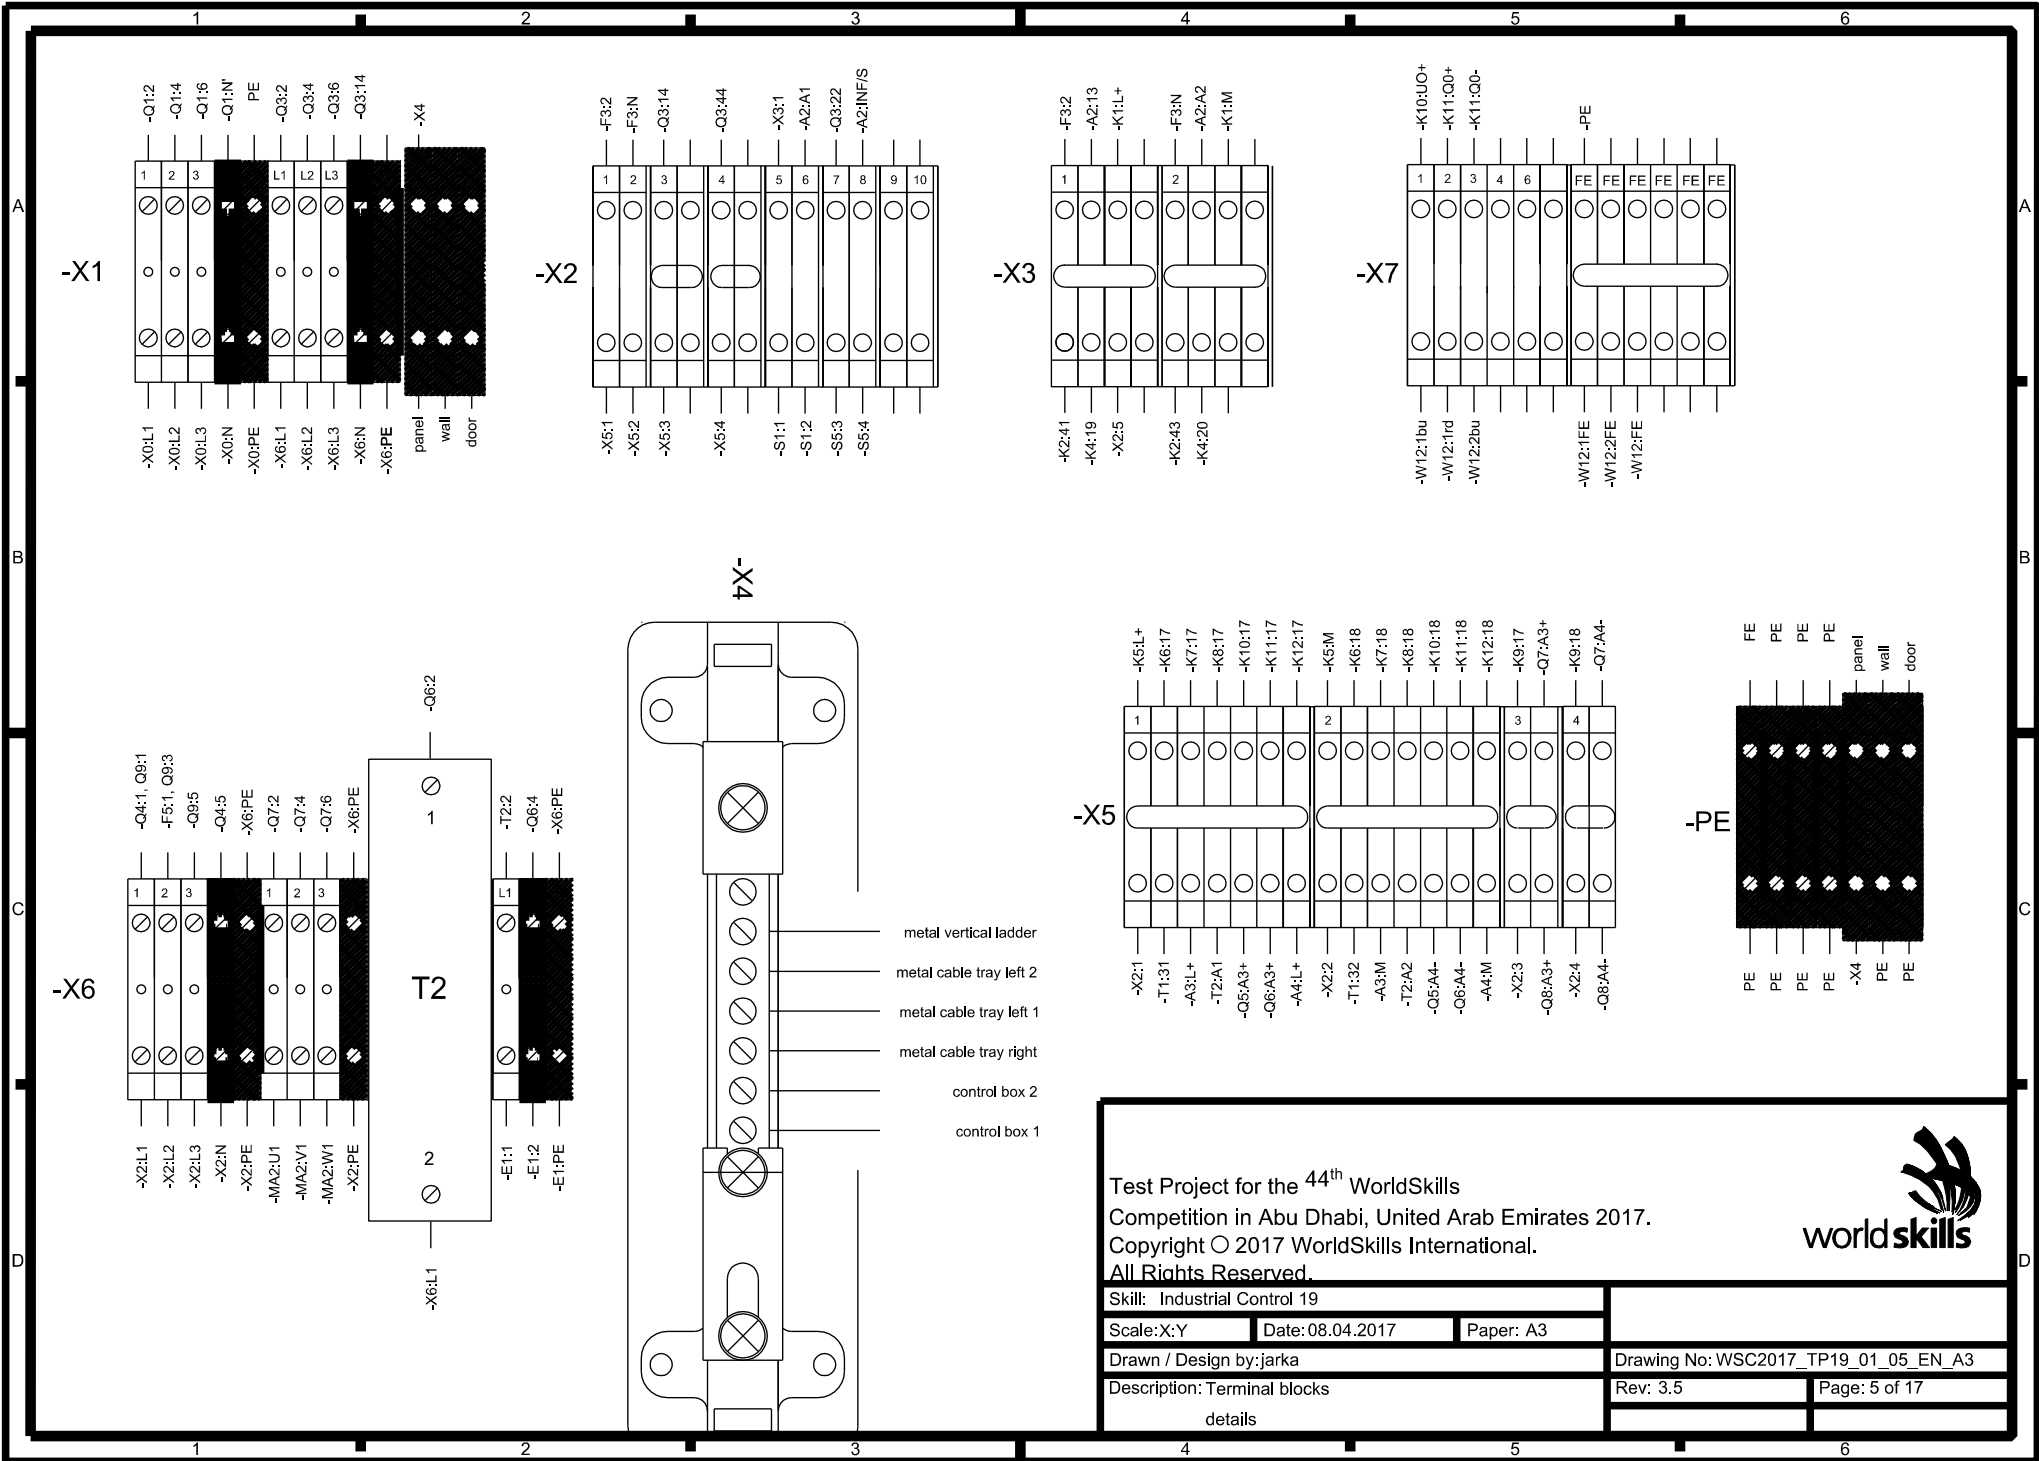 1 2 3 4 5 6
A
B
C
D
-X1
-Q1:2
-Q1:4
-Q1:6
-Q1:N'
PE
-Q3:2
-Q3:4
-Q3:6
-Q3:14
-X4
1 2 3 L1 L2 L3
-X0:L1
-X0:L2
-X0:L3
-X0:N
-X0:PE
-X6:L1
-X6:L2
-X6:L3
-X6:N
-X6:PE
panel
wall
door
-X2
-F3:2
-F3:N
-Q3:14
-Q3:44
-X3:1
-A2:A1
-Q3:22
-A2:INF/S
1 2 3 4 5 6 7 8 9 10
-X5:1
-X5:2
-X5:3
-X5:4
-S1:1
-S1:2
-S5:3
-S5:4
-X3
-F3:2
-A2:13
-K1:L+
-F3:N
-A2:A2
-K1:M
1 2
-K2:41
-K4:19
-X2:5
-K2:43
-K4:20
-X7
-K10:UO+
-K11:Q0+
-K11:Q0-
-PE
1 2 3 4 6 FE FE FE FE FE FE
-W12:1bu
-W12:1rd
-W12:2bu
-W12:1FE
-W12:2FE
-W12:FE
-X6
-Q4:1, Q9:1
-F5:1, Q9:3
-Q9:5
-Q4:5
-X6:PE
-Q7:2
-Q7:4
-Q7:6
-X6:PE
-Q6:2
-T2:2
-Q6:4
-X6:PE
1 2 3 1 2 3 L1
1
T2
2
-X2:L1
-X2:L2
-X2:L3
-X2:N
-X2:PE
-MA2:U1
-MA2:V1
-MA2:W1
-X2:PE
-X6:L1
-E1:1
-E1:2
-E1:PE
-X4
metal vertical ladder
metal cable tray left 2
metal cable tray left 1
metal cable tray right
control box 2
control box 1
-X5
-K5:L+
-K6:17
-K7:17
-K8:17
-K10:17
-K11:17
-K12:17
-K5:M
-K6:18
-K7:18
-K8:18
-K10:18
-K11:18
-K12:18
-K9:17
-Q7:A3+
-K9:18
-Q7:A4-
1 2 3 4
-X2:1
-T1:31
-A3:L+
-T2:A1
-Q5:A3+
-Q6:A3+
-A4:L+
-X2:2
-T1:32
-A3:M
-T2:A2
-Q5:A4-
-Q6:A4-
-A4:M
-X2:3
-Q8:A3+
-X2:4
-Q8:A4-
-PE
FE
PE
PE
PE
panel
wall
door
PE
PE
PE
PE
-X4
PE
PE
Test Project for the 44th WorldSkills
Competition in Abu Dhabi, United Arab Emirates 2017.
Copyright O 2017 WorldSkills International.
All Rights Reserved.
worldskills
Skill: Industrial Control 19
Scale:X:Y Date:08.04.2017 Paper: A3
Drawn / Design by:jarka
Drawing No: WSC2017_TP19_01_05_EN_A3
Description: Terminal blocks
details
Rev: 3.5 Page: 5 of 17
A
B
C
D
1 2 3 4 5 6